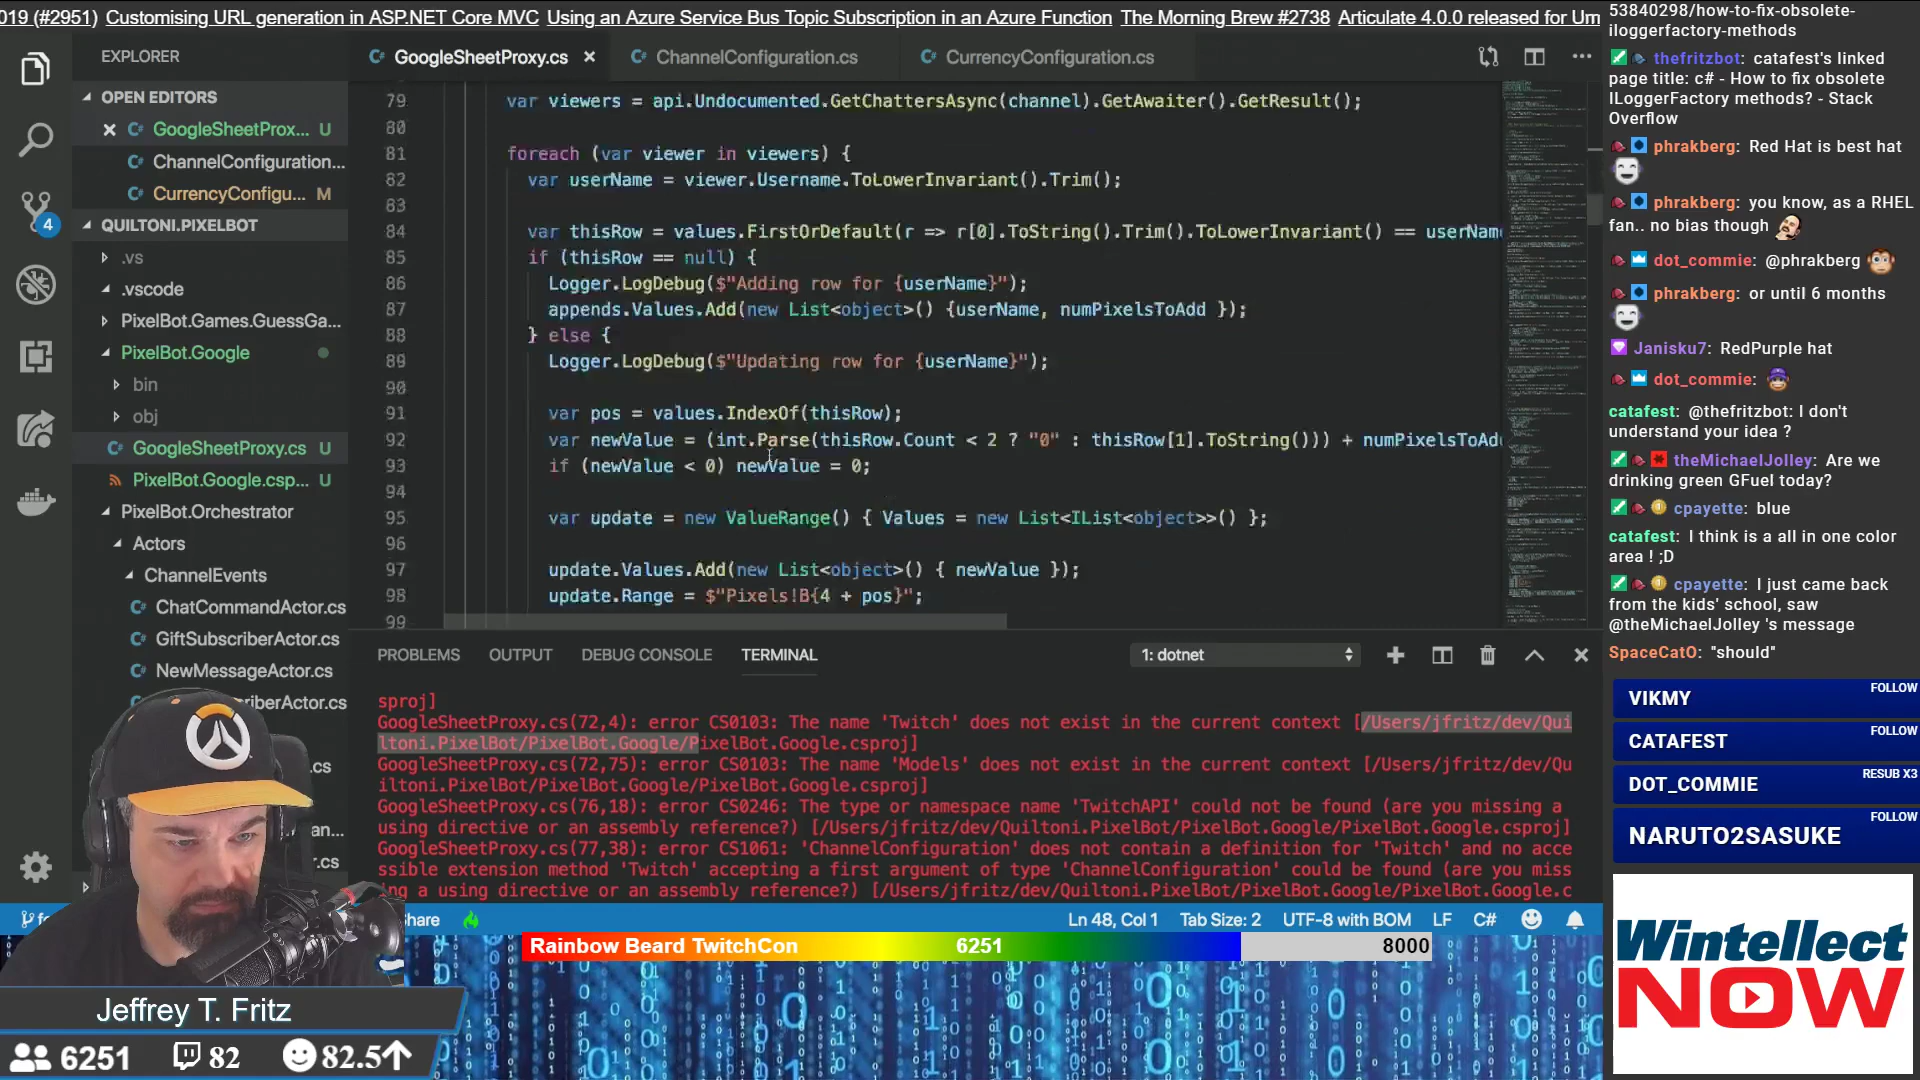 019 (#2951) Customising URL generation in ASP.NET Core MVC Using an Azure Service Bus Topic Subscription in an Azure Function The Morning Brew #2738 Articulate 4.0.0 released for Um
EXPLORER
OPEN EDITORS
GoogleSheetProx... U
ChannelConfiguration...
CurrencyConfigu... M
4
QUILTONI.PIXELBOT
.vs
.vscode
PixelBot.Games.GuessGa...
PixelBot.Google
bin
obj
GoogleSheetProxy.cs U
PixelBot.Google.csp... U
PixelBot.Orchestrator
Actors
ChannelEvents
ChatCommandActor.cs
GiftSubscriberActor.cs
NewMessageActor.cs
riberActor.cs
.cs
an...
r.cs
GoogleSheetProxy.cs
ChannelConfiguration.cs
CurrencyConfiguration.cs
79 var viewers = api.Undocumented.GetChattersAsync(channel).GetAwaiter().GetResult();
80
81 foreach (var viewer in viewers) {
82 var userName = viewer.Username.ToLowerInvariant().Trim();
83
84 var thisRow = values.FirstOrDefault(r => r[0].ToString().Trim().ToLowerInvariant() == userName
85 if (thisRow == null) {
86 Logger.LogDebug($"Adding row for {userName}");
87 appends.Values.Add(new List<object>() {userName, numPixelsToAdd });
88 } else {
89 Logger.LogDebug($"Updating row for {userName}");
90
91 var pos = values.IndexOf(thisRow);
92 var newValue = (int.Parse(thisRow.Count < 2 ? "0" : thisRow[1].ToString())) + numPixelsToAdd
93 if (newValue < 0) newValue = 0;
94
95 var update = new ValueRange() { Values = new List<IList<object>>() };
96
97 update.Values.Add(new List<object>() { newValue });
98 update.Range = $"Pixels!B{4 + pos}";
99
PROBLEMS OUTPUT DEBUG CONSOLE TERMINAL
1: dotnet
sproj]
GoogleSheetProxy.cs(72,4): error CS0103: The name 'Twitch' does not exist in the current context [/Users/jfritz/dev/Qui
ltoni.PixelBot/PixelBot.Google/PixelBot.Google.csproj]
GoogleSheetProxy.cs(72,75): error CS0103: The name 'Models' does not exist in the current context [/Users/jfritz/dev/Qu
iltoni.PixelBot/PixelBot.Google/PixelBot.Google.csproj]
GoogleSheetProxy.cs(76,18): error CS0246: The type or namespace name 'TwitchAPI' could not be found (are you missing a
using directive or an assembly reference?) [/Users/jfritz/dev/Quiltoni.PixelBot/PixelBot.Google/PixelBot.Google.csproj]
GoogleSheetProxy.cs(77,38): error CS1061: 'ChannelConfiguration' does not contain a definition for 'Twitch' and no acce
ssible extension method 'Twitch' accepting a first argument of type 'ChannelConfiguration' could be found (are you miss
ing a using directive or an assembly reference?) [/Users/jfritz/dev/Quiltoni.PixelBot/PixelBot.Google/PixelBot.Google.c
hare
Ln 48, Col 1 Tab Size: 2 UTF-8 with BOM LF C#
Rainbow Beard TwitchCon 6251 8000
Jeffrey T. Fritz
6251 82 82.5
53840298/how-to-fix-obsolete-
iloggerfactory-methods
thefritzbot: catafest's linked
page title: c# - How to fix obsolete
ILoggerFactory methods? - Stack
Overflow
phrakberg: Red Hat is best hat
phrakberg: you know, as a RHEL
fan.. no bias though
dot_commie: @phrakberg
phrakberg: or until 6 months
Janisku7: RedPurple hat
dot_commie:
catafest: @thefritzbot: I don't
understand your idea ?
theMichaelJolley: Are we
drinking green GFuel today?
cpayette: blue
catafest: I think is a all in one color
area ! ;D
cpayette: I just came back
from the kids' school, saw
@theMichaelJolley 's message
SpaceCatO: "should"
VIKMY FOLLOW
CATAFEST FOLLOW
DOT_COMMIE RESUB X3
NARUTO2SASUKE FOLLOW
Wintellect
NOW